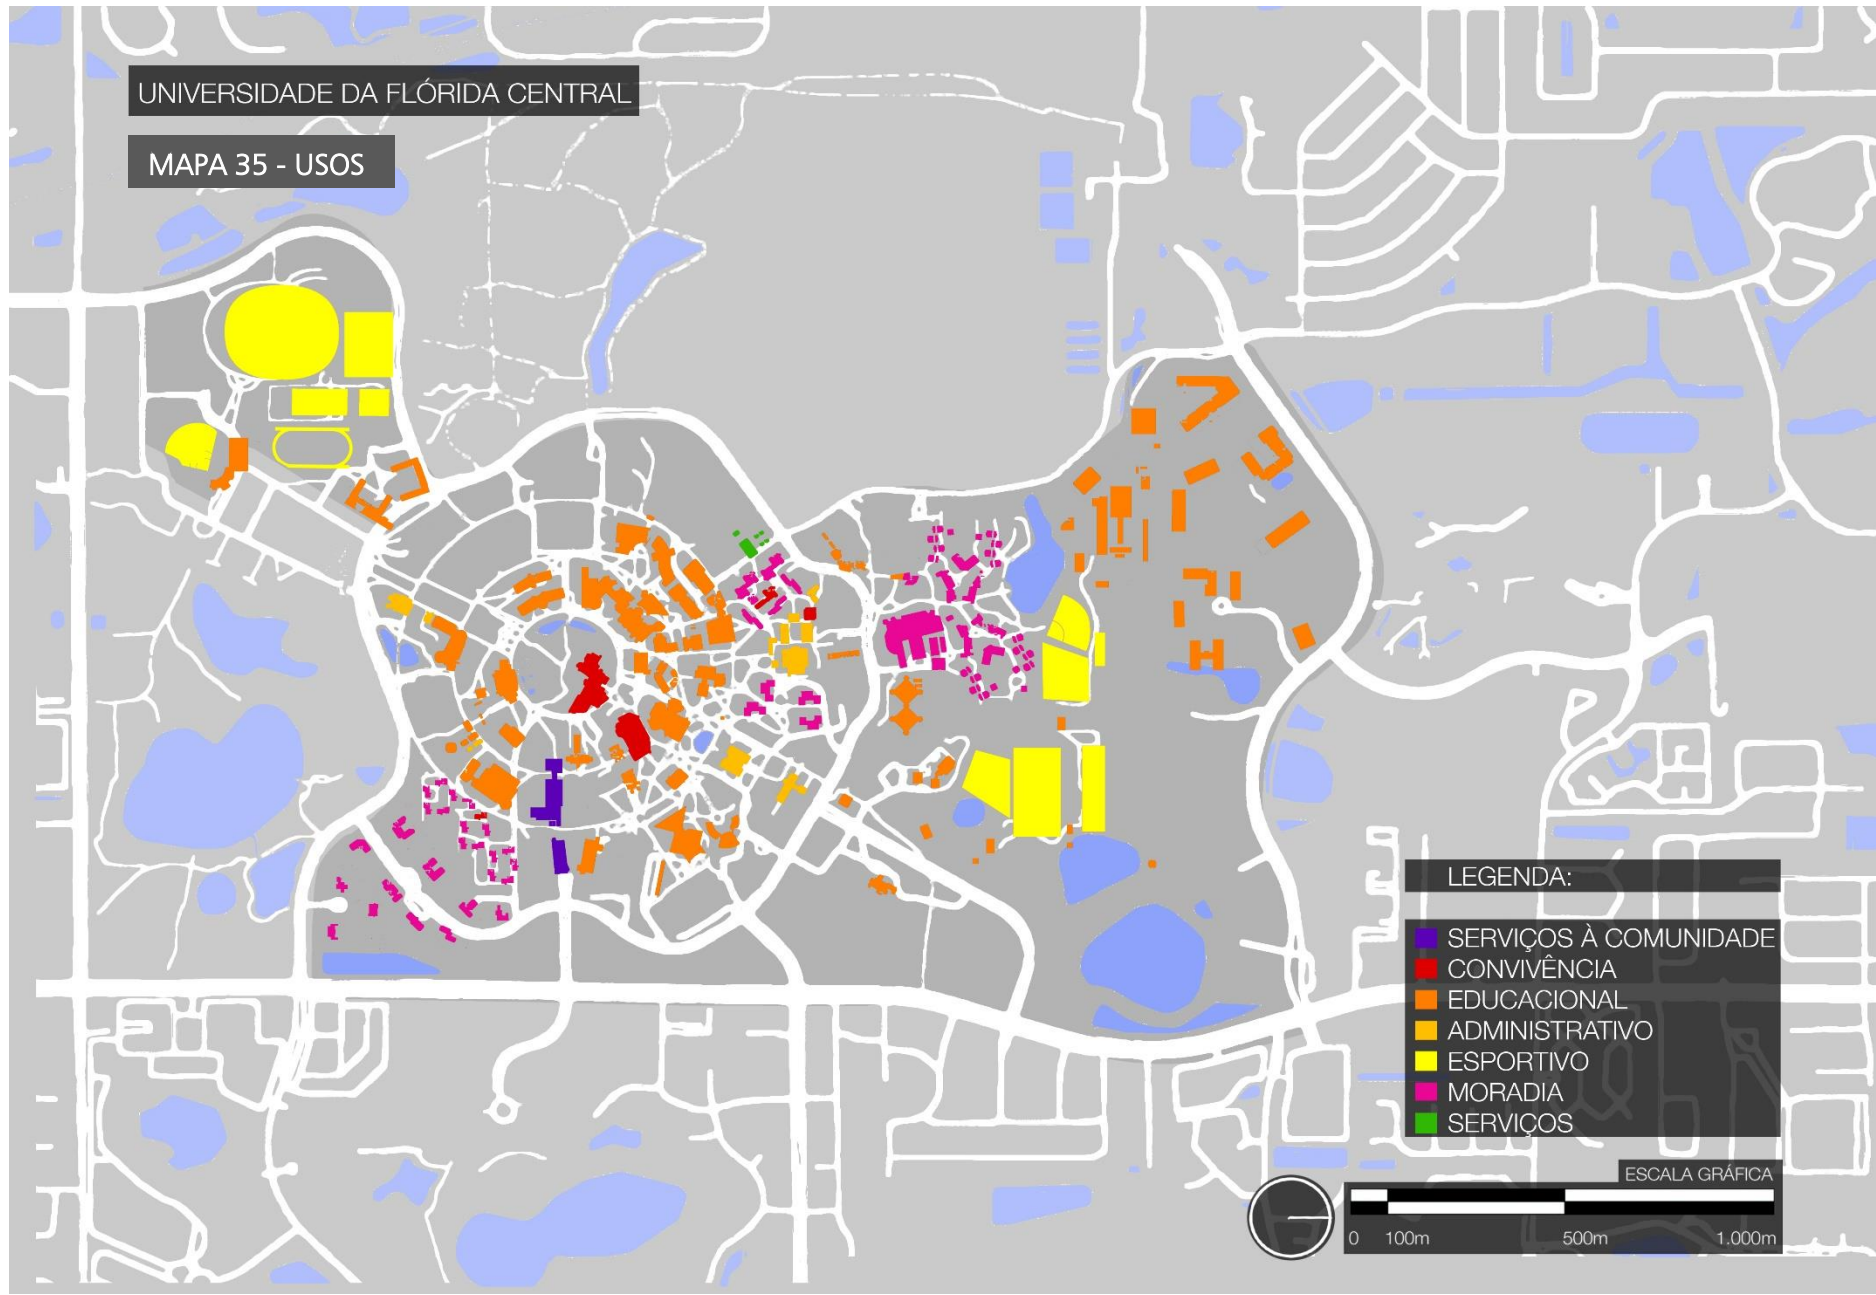 UNIVERSIDADE DA FLÓRIDA CENTRAL
MAPA 35 - USOS
LEGENDA:
SERVIÇOS À COMUNIDADE
CONVIVÊNCIA
EDUCACIONAL
ADMINISTRATIVO
ESPORTIVO
MORADIA
SERVIÇOS
ESCALA GRÁFICA
0 100m 500m 1.000m